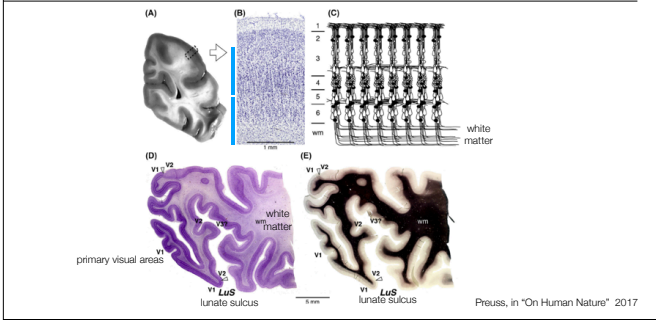 (A)
(B)
(C)
1
2
3
4
5
6
wm
1 mm
white
matter
(D)
V1
V2
V2
V3?
wm
white
matter
V1
primary visual areas
V2
V1
LuS
lunate sulcus
5 mm
(E)
V1
V2
V2
V3?
wm
V1
V2
V1
LuS
lunate sulcus
Preuss, in "On Human Nature" 2017